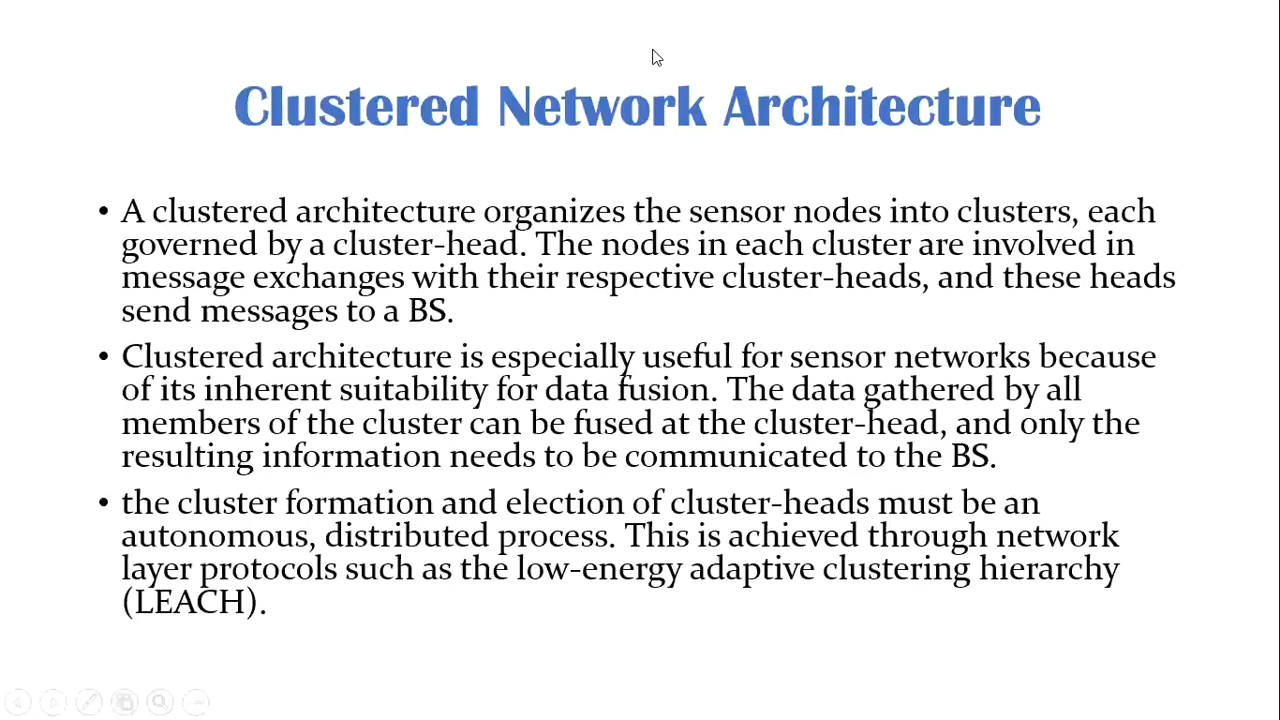 Clustered Network Architecture
• A clustered architecture organizes the sensor nodes into clusters, each
governed by a cluster-head. The nodes in each cluster are involved in
message exchanges with their respective cluster-heads, and these heads
send messages to a BS.
• Clustered architecture is especially useful for sensor networks because
of its inherent suitability for data fusion. The data gathered by all
members of the cluster can be fused at the cluster-head, and only the
resulting information needs to be communicated to the BS.
• the cluster formation and election of cluster-heads must be an
autonomous, distributed process. This is achieved through network
layer protocols such as the low-energy adaptive clustering hierarchy
(LEACH).